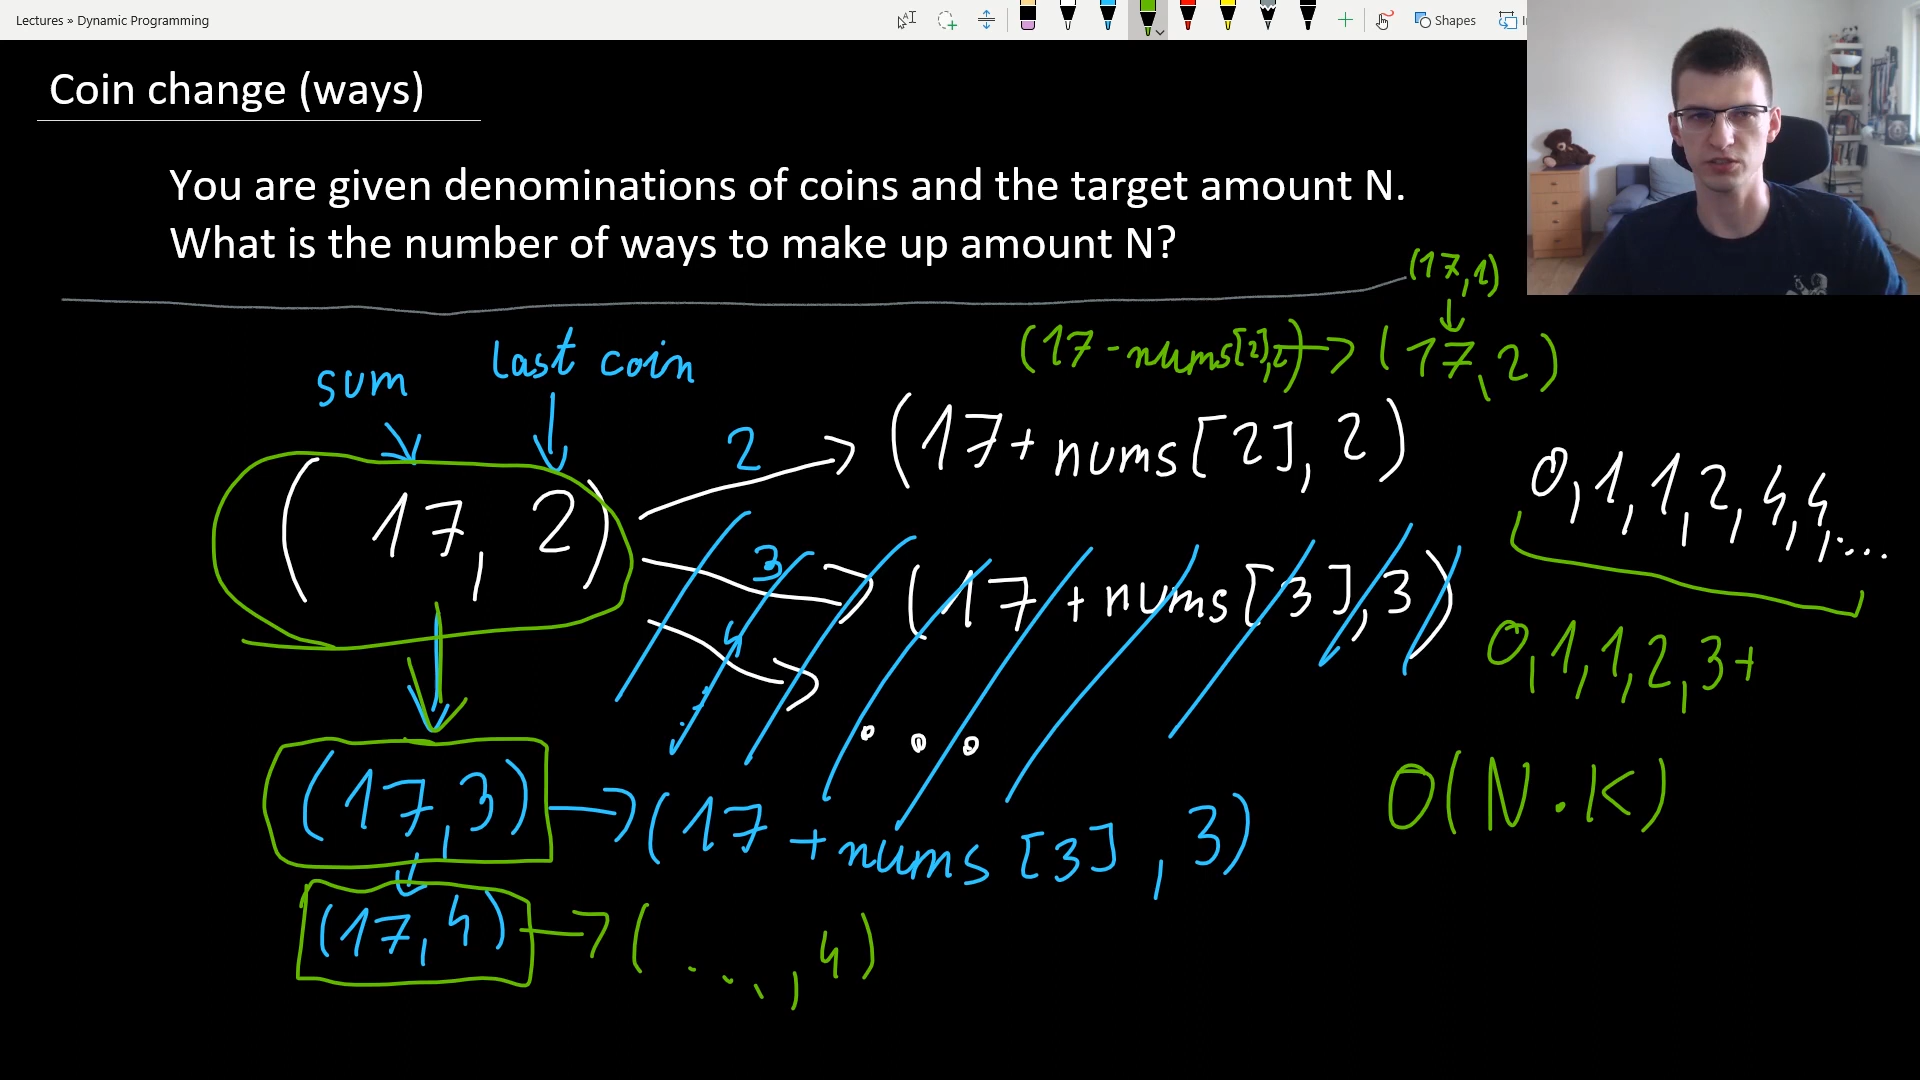 Lectures » Dynamic Programming
Shapes
Coin change (ways)
You are given denominations of coins and the target amount N.
What is the number of ways to make up amount N?
(17,1)
(17-nums[2],2) → (17,2)
sum
last coin
(17, 2)
2
(17+nums[2], 2)
0,1,1,2,4,4,...
3
(17+nums[3],3)
4
0,1,1,2,3+
(17,3) → (17+nums[3], 3)
O(N·K)
(17,4) → (..., 4)